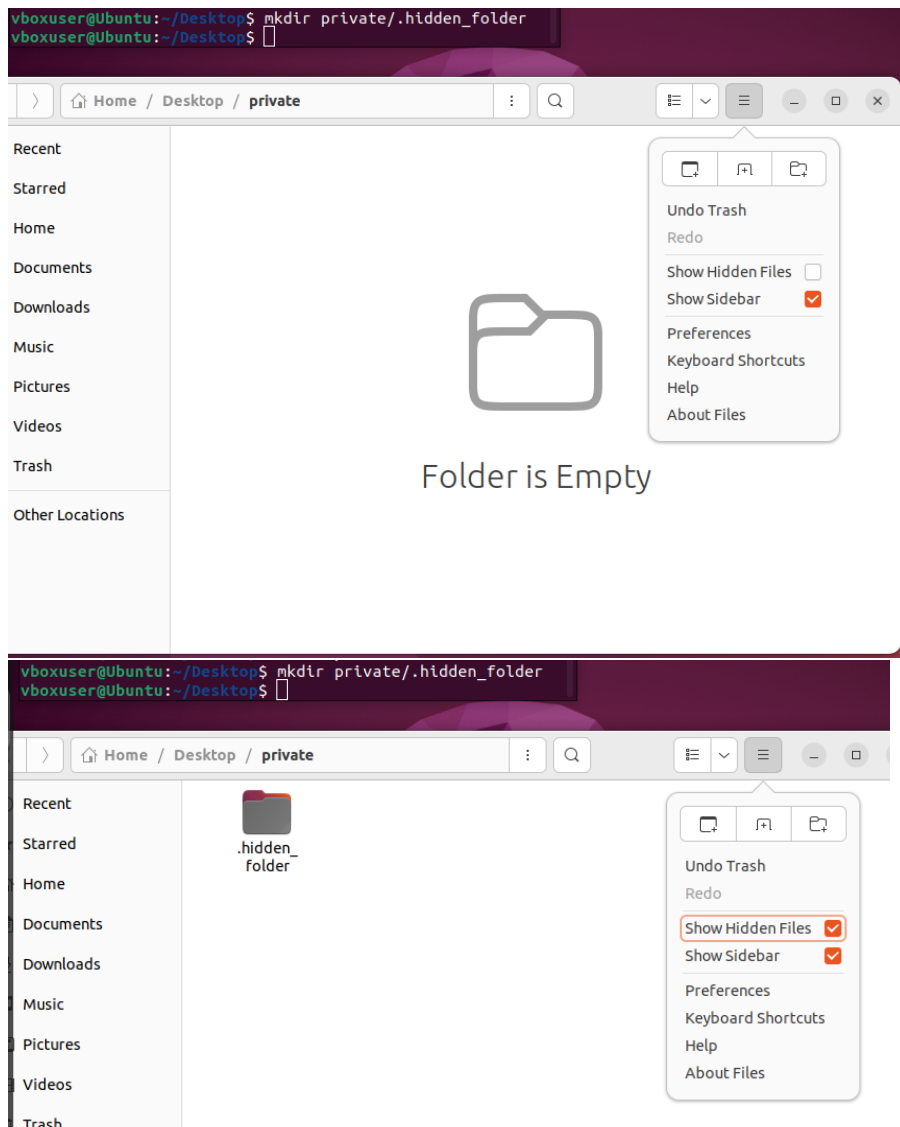 vboxuser@Ubuntu:~/Desktop$ mkdir private/.hidden_folder
vboxuser@Ubuntu:~/Desktop$
Home / Desktop / private
Recent
Starred
Home
Documents
Downloads
Music
Pictures
Videos
Trash
Other Locations
Folder is Empty
Undo Trash
Redo
Show Hidden Files
Show Sidebar
Preferences
Keyboard Shortcuts
Help
About Files
vboxuser@Ubuntu:~/Desktop$ mkdir private/.hidden_folder
vboxuser@Ubuntu:~/Desktop$
Home / Desktop / private
Recent
Starred
Home
Documents
Downloads
Music
Pictures
Videos
Trash
.hidden_
folder
Undo Trash
Redo
Show Hidden Files
Show Sidebar
Preferences
Keyboard Shortcuts
Help
About Files